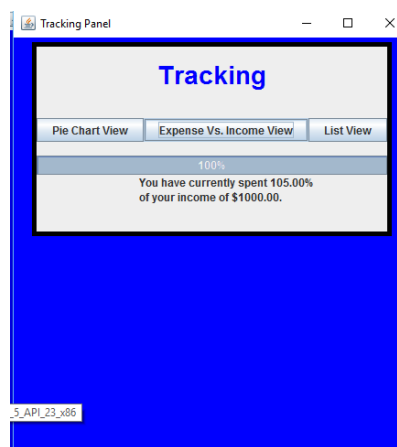 Tracking Panel
Tracking
Pie Chart View Expense Vs. Income View List View
100%
You have currently spent 105.00%
of your income of $1000.00.
_5_API_23_x86